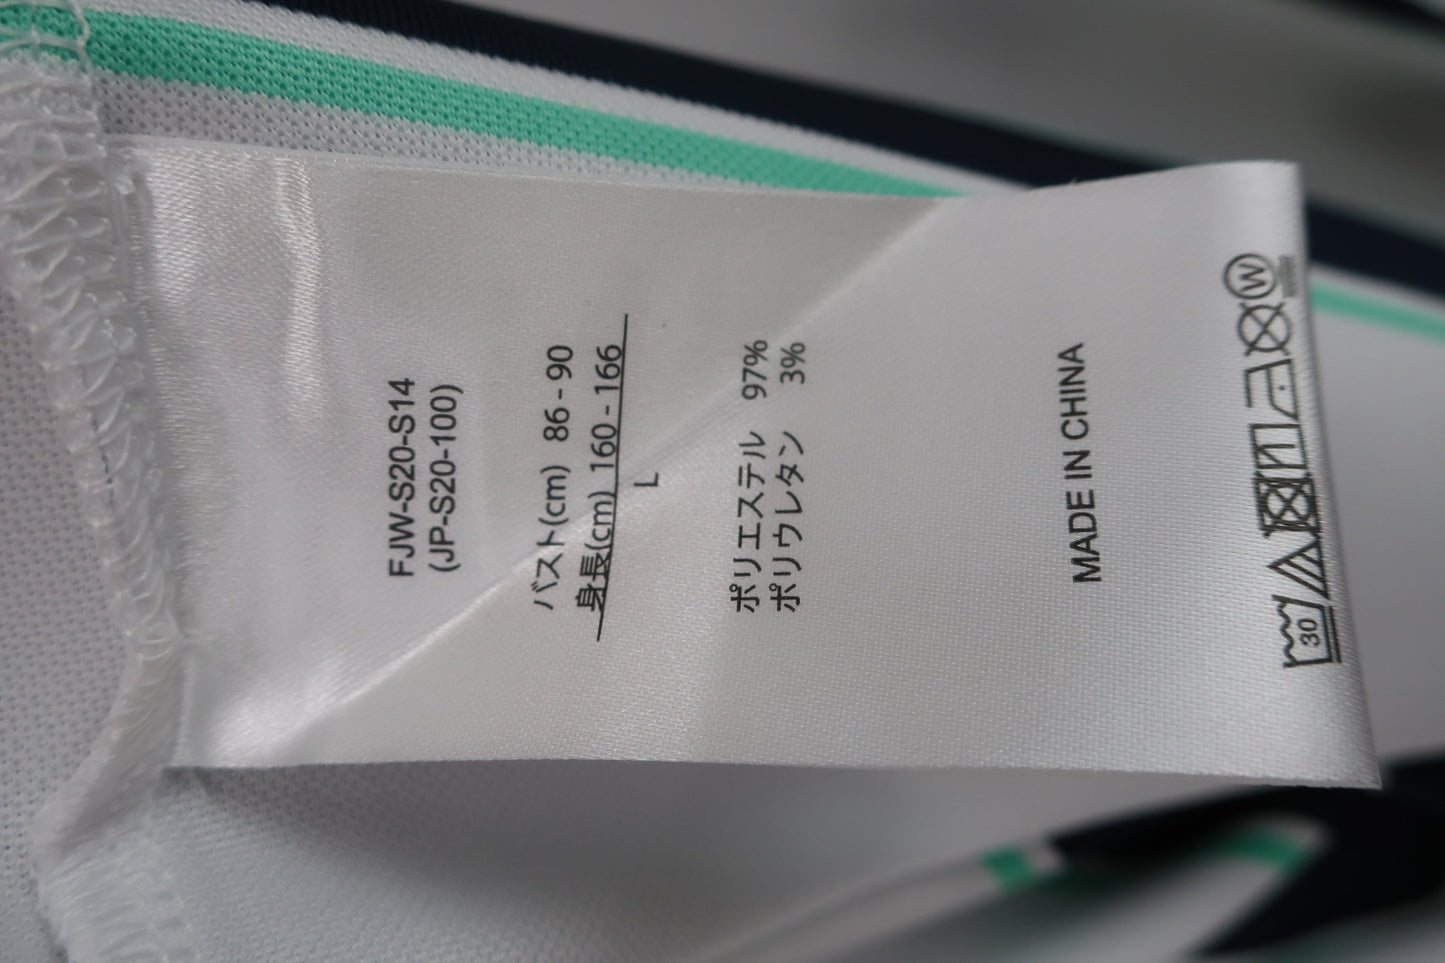 FJW-S20-S14
(JP-S20-100)
バスト(cm) 86 - 90
身長(cm) 160 - 166
L
ポリエステル 97%
ポリウレタン 3%
MADE IN CHINA
30 W